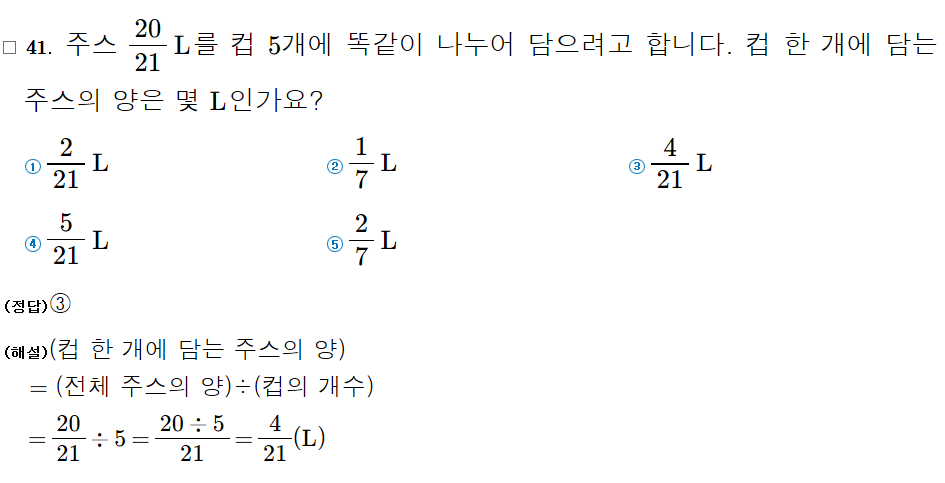 □ 41. 주스 20/21 L를 컵 5개에 똑같이 나누어 담으려고 합니다. 컵 한 개에 담는
주스의 양은 몇 L인가요?
① 2/21 L ② 1/7 L ③ 4/21 L
④ 5/21 L ⑤ 2/7 L
(정답)③
(해설)(컵 한 개에 담는 주스의 양)
= (전체 주스의 양)÷(컵의 개수)
= 20/21 ÷ 5 = 20÷5/21 = 4/21 (L)